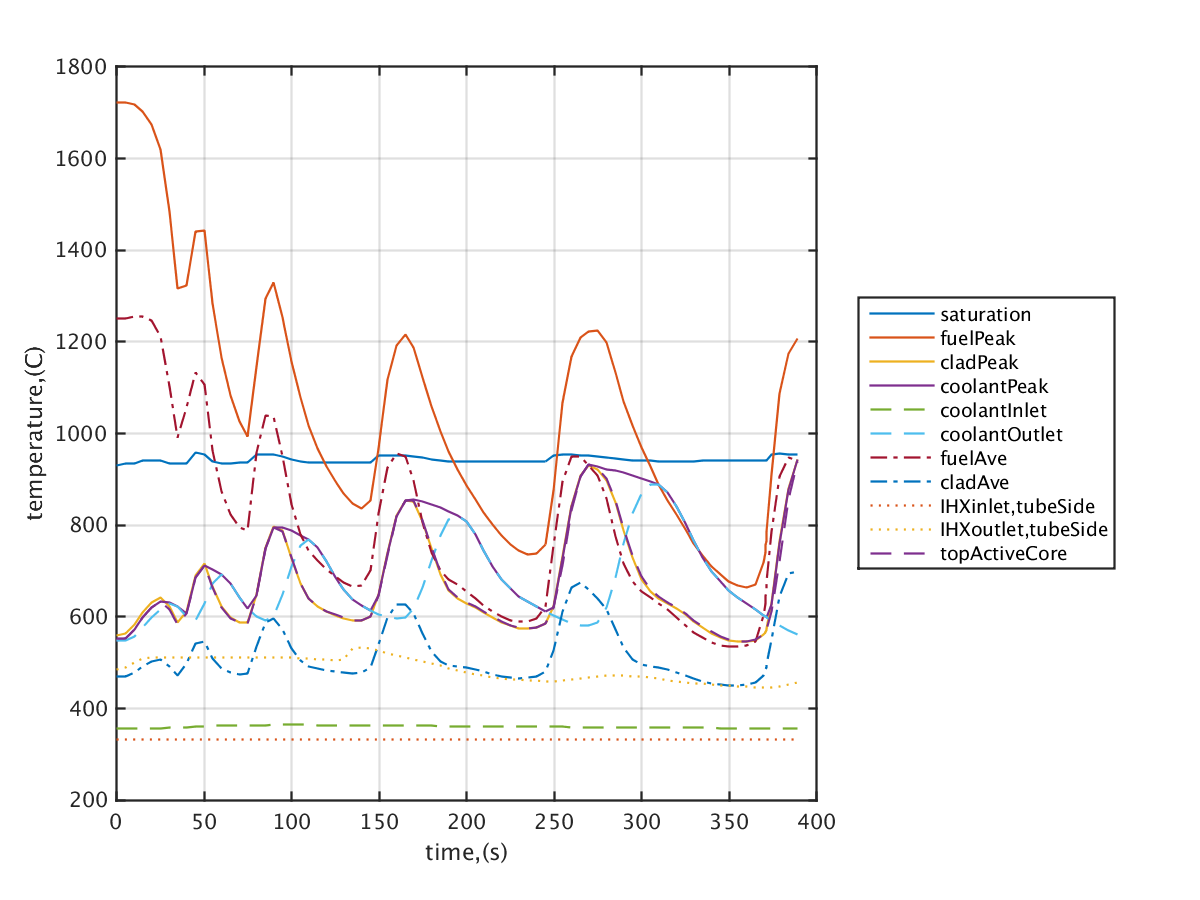 1800
1600
1400
1200
1000
800
600
400
200
temperature,(C)
0 50 100 150 200 250 300 350 400
time,(s)
saturation
fuelPeak
cladPeak
coolantPeak
coolantInlet
coolantOutlet
fuelAve
cladAve
IHXinlet,tubeSide
IHXoutlet,tubeSide
topActiveCore